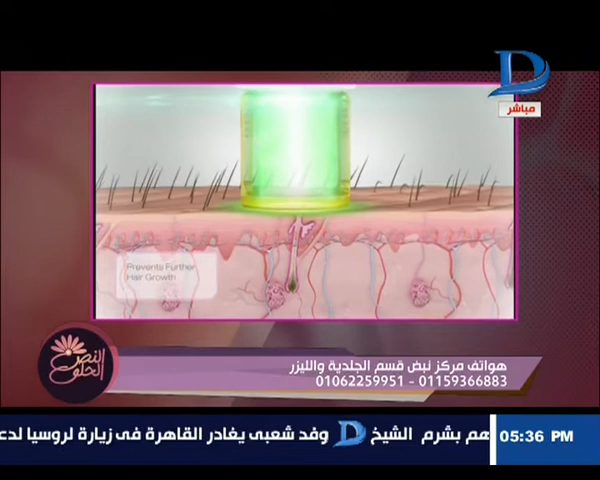 مباشر
Prevents Further
Hair Growth
النص
الحلو
هواتف مركز نبض قسم الجلدية والليزر
01062259951 - 01159366883
هم بشرم الشيخ
وفد شعبى يغادر القاهرة فى زيارة لروسيا لدع
05:36 PM